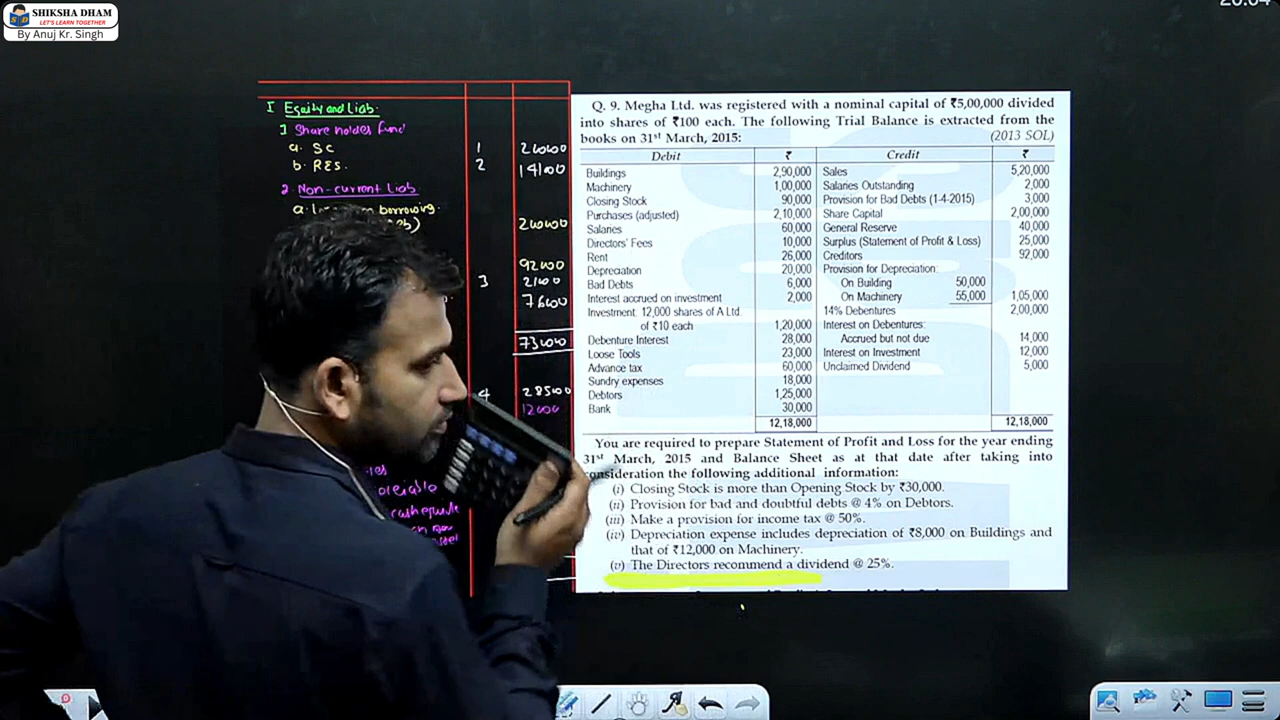 20:04
SHIKSHA DHAM
LET'S LEARN TOGETHER
By Anuj Kr. Singh
I Equity and Liab.
1 Share holders fund
a. SC 1
b. RES. 2 14100
2 Non-current Liab
3
4
Q. 9. Megha Ltd. was registered with a nominal capital of ₹5,00,000 divided
into shares of ₹100 each. The following Trial Balance is extracted from the
books on 31st March, 2015: (2013 SOL)
Debit ₹ Credit ₹
Buildings 2,90,000 Sales 5,20,000
Machinery 1,00,000 Salaries Outstanding 2,000
Closing Stock 90,000 Provision for Bad Debts (1-4-2015) 3,000
Purchases (adjusted) 2,10,000 Share Capital 2,00,000
Salaries 60,000 General Reserve 40,000
Directors' Fees 10,000 Surplus (Statement of Profit & Loss) 25,000
Rent 26,000 Creditors 92,000
Depreciation 20,000 Provision for Depreciation:
Bad Debts 6,000 On Building 50,000
Interest accrued on investment 2,000 On Machinery 55,000 1,05,000
Investment. 12,000 shares of A Ltd. 14% Debentures 2,00,000
of ₹10 each 1,20,000 Interest on Debentures:
Debenture Interest 28,000 Accrued but not due 14,000
Loose Tools 23,000 Interest on Investment 12,000
Advance tax 60,000 Unclaimed Dividend 5,000
Sundry expenses 18,000
Debtors 1,25,000
Bank 30,000
12,18,000 12,18,000
You are required to prepare Statement of Profit and Loss for the year ending
31st March, 2015 and Balance Sheet as at that date after taking into
consideration the following additional information:
(i) Closing Stock is more than Opening Stock by ₹30,000.
(ii) Provision for bad and doubtful debts @ 4% on Debtors.
(iii) Make a provision for income tax @ 50%.
(iv) Depreciation expense includes depreciation of ₹8,000 on Buildings and
that of ₹12,000 on Machinery.
(v) The Directors recommend a dividend @ 25%.